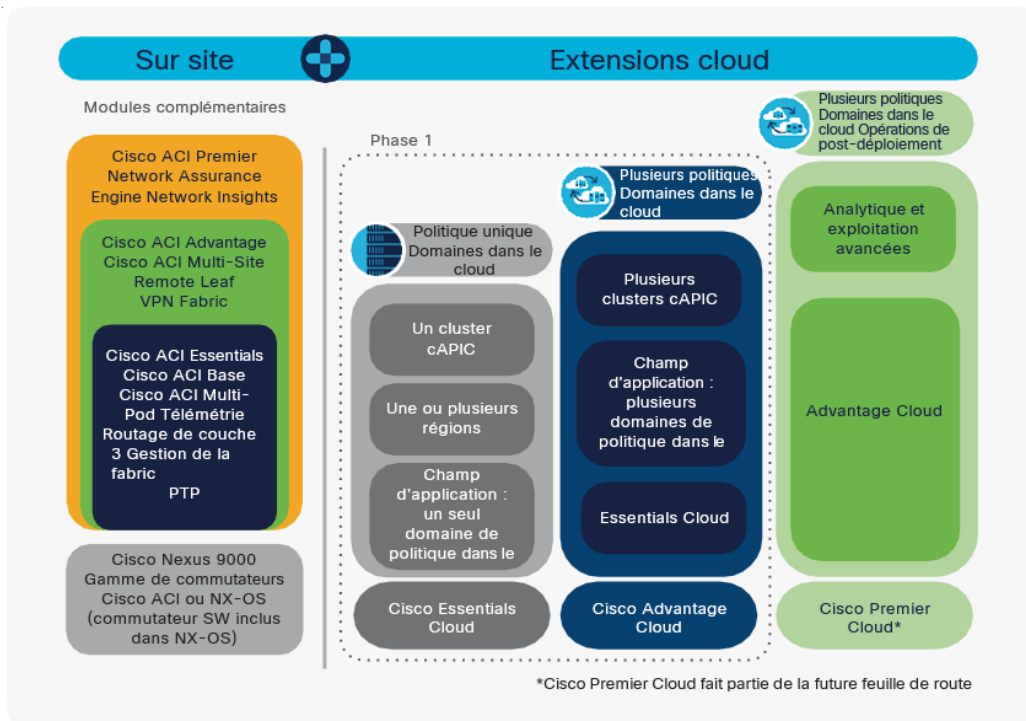 Sur site
Extensions cloud
Modules complémentaires
Cisco ACI Premier
Network Assurance
Engine Network Insights
Cisco ACI Advantage
Cisco ACI Multi-Site
Remote Leaf
VPN Fabric
Cisco ACI Essentials
Cisco ACI Base
Cisco ACI Multi-
Pod Télémétrie
Routage de couche
3 Gestion de la
fabric
PTP
Cisco Nexus 9000
Gamme de commutateurs
Cisco ACI ou NX-OS
(commutateur SW inclus
dans NX-OS)
Phase 1
Politique unique
Domaines dans le
cloud
Un cluster
cAPIC
Une ou plusieurs
régions
Champ
d'application :
un seul
domaine de
politique dans le
Cisco Essentials
Cloud
Plusieurs politiques
Domaines dans le
cloud
Plusieurs
clusters cAPIC
Champ
d'application :
plusieurs
domaines de
politique dans le
Essentials Cloud
Cisco Advantage
Cloud
Plusieurs politiques
Domaines dans le
cloud Opérations de
post-déploiement
Analytique et
exploitation
avancées
Advantage Cloud
Cisco Premier
Cloud*
*Cisco Premier Cloud fait partie de la future feuille de route